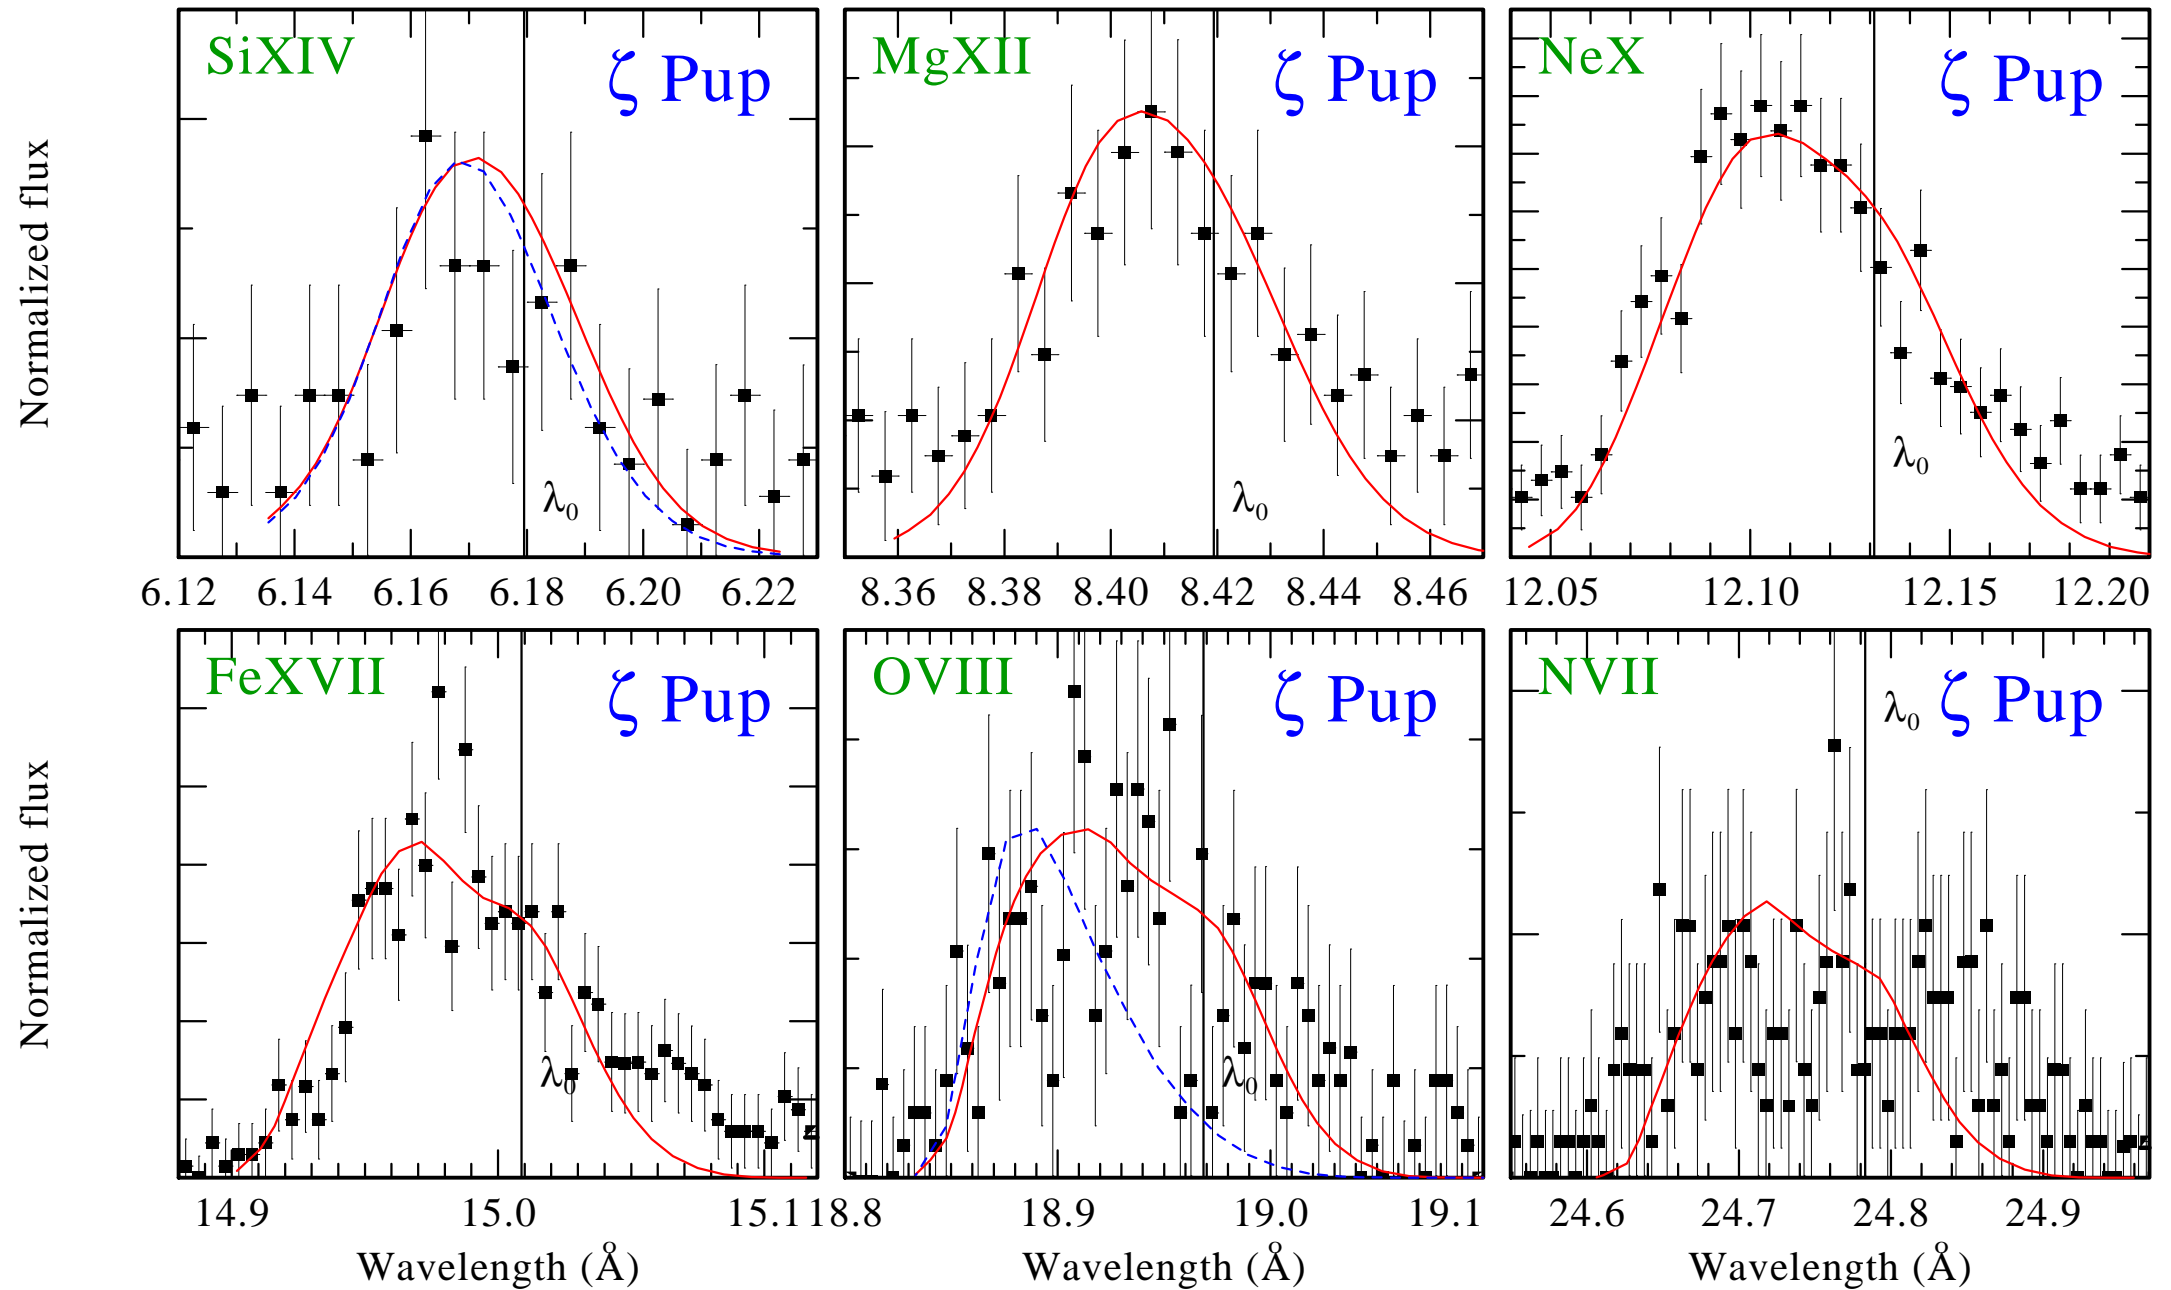 SiXIV ζ Pup
MgXII ζ Pup
NeX ζ Pup
Normalized flux
λ0
λ0
λ0
6.12 6.14 6.16 6.18 6.20 6.22
8.36 8.38 8.40 8.42 8.44 8.46
12.05 12.10 12.15 12.20
FeXVII ζ Pup
OVIII ζ Pup
NVII λ0 ζ Pup
Normalized flux
λ0
λ0
14.9 15.0 15.1
18.8 18.9 19.0 19.1
24.6 24.7 24.8 24.9
Wavelength (Å)
Wavelength (Å)
Wavelength (Å)